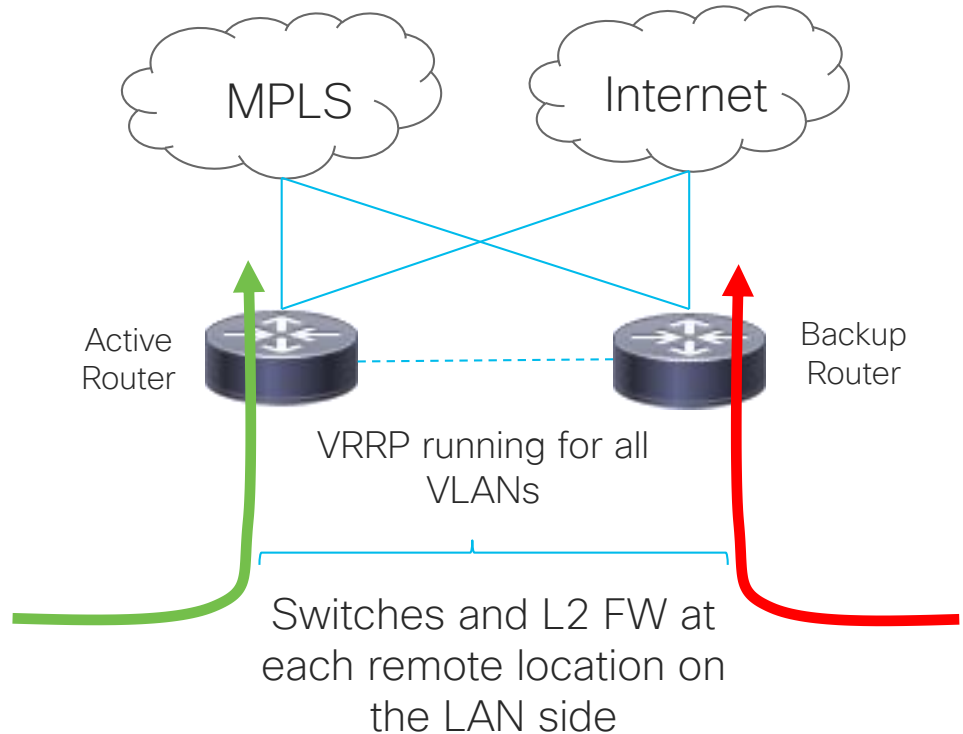 MPLS
Internet
Active
Router
Backup
Router
VRRP running for all
VLANs
Switches and L2 FW at
each remote location on
the LAN side